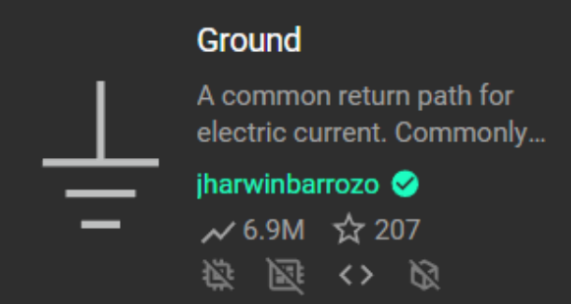 Ground
A common return path for
electric current. Commonly...
jharwinbarrozo
6.9M 207